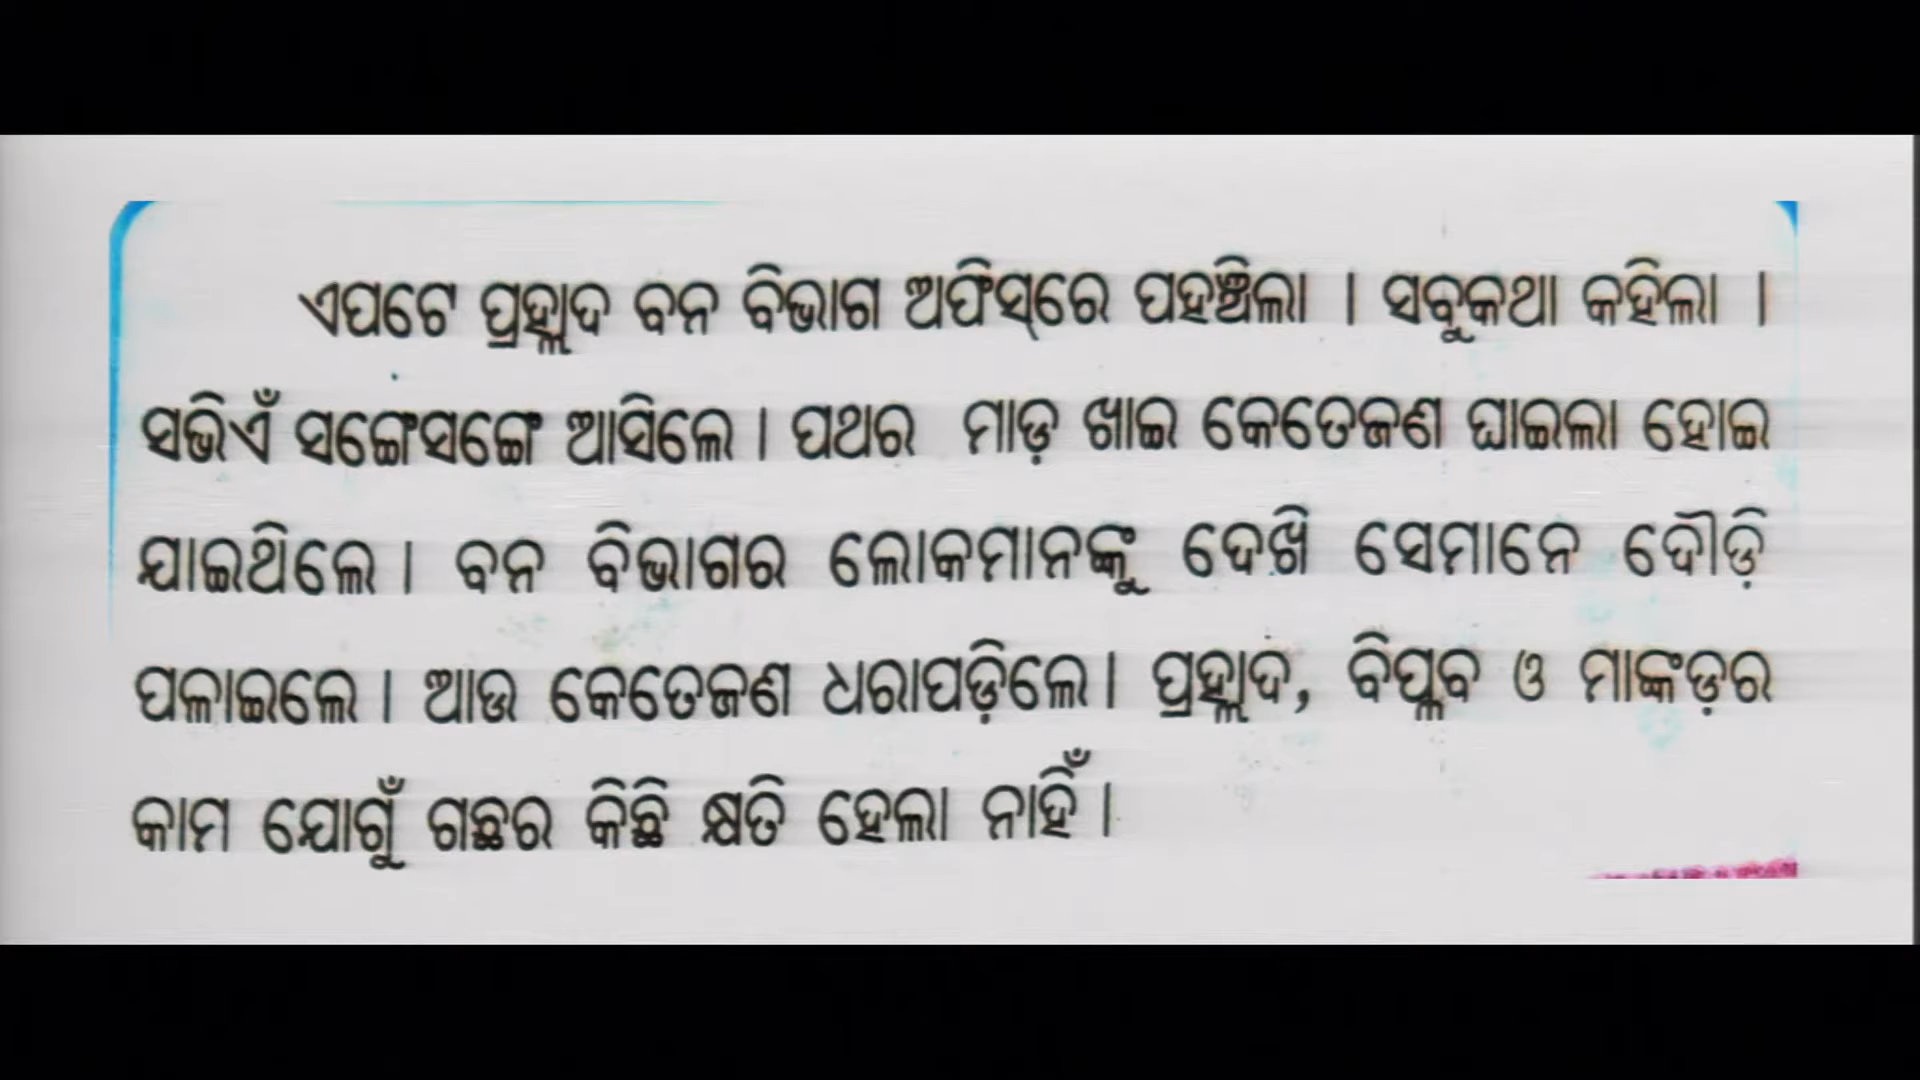 ଏପଟେ ପ୍ରହ୍ଲାଦ ବନ ବିଭାଗ ଅଫିସ୍‌ରେ ପହଞ୍ଚିଲା । ସବୁକଥା କହିଲା ।
ସଭିଏଁ ସଙ୍ଗେସଙ୍ଗେ ଆସିଲେ । ପଥର ମାଡ଼ ଖାଇ କେତେଜଣ ଘାଇଲା ହୋଇ
ଯାଇଥିଲେ । ବନ ବିଭାଗର ଲୋକମାନଙ୍କୁ ଦେଖି ସେମାନେ ଦୌଡ଼ି
ପଳାଇଲେ । ଆଉ କେତେଜଣ ଧରାପଡ଼ିଲେ । ପ୍ରହ୍ଲାଦ, ବିପ୍ଳବ ଓ ମାଙ୍କଡ଼ର
କାମ ଯୋଗୁଁ ଗଛର କିଛି କ୍ଷତି ହେଲା ନାହିଁ ।